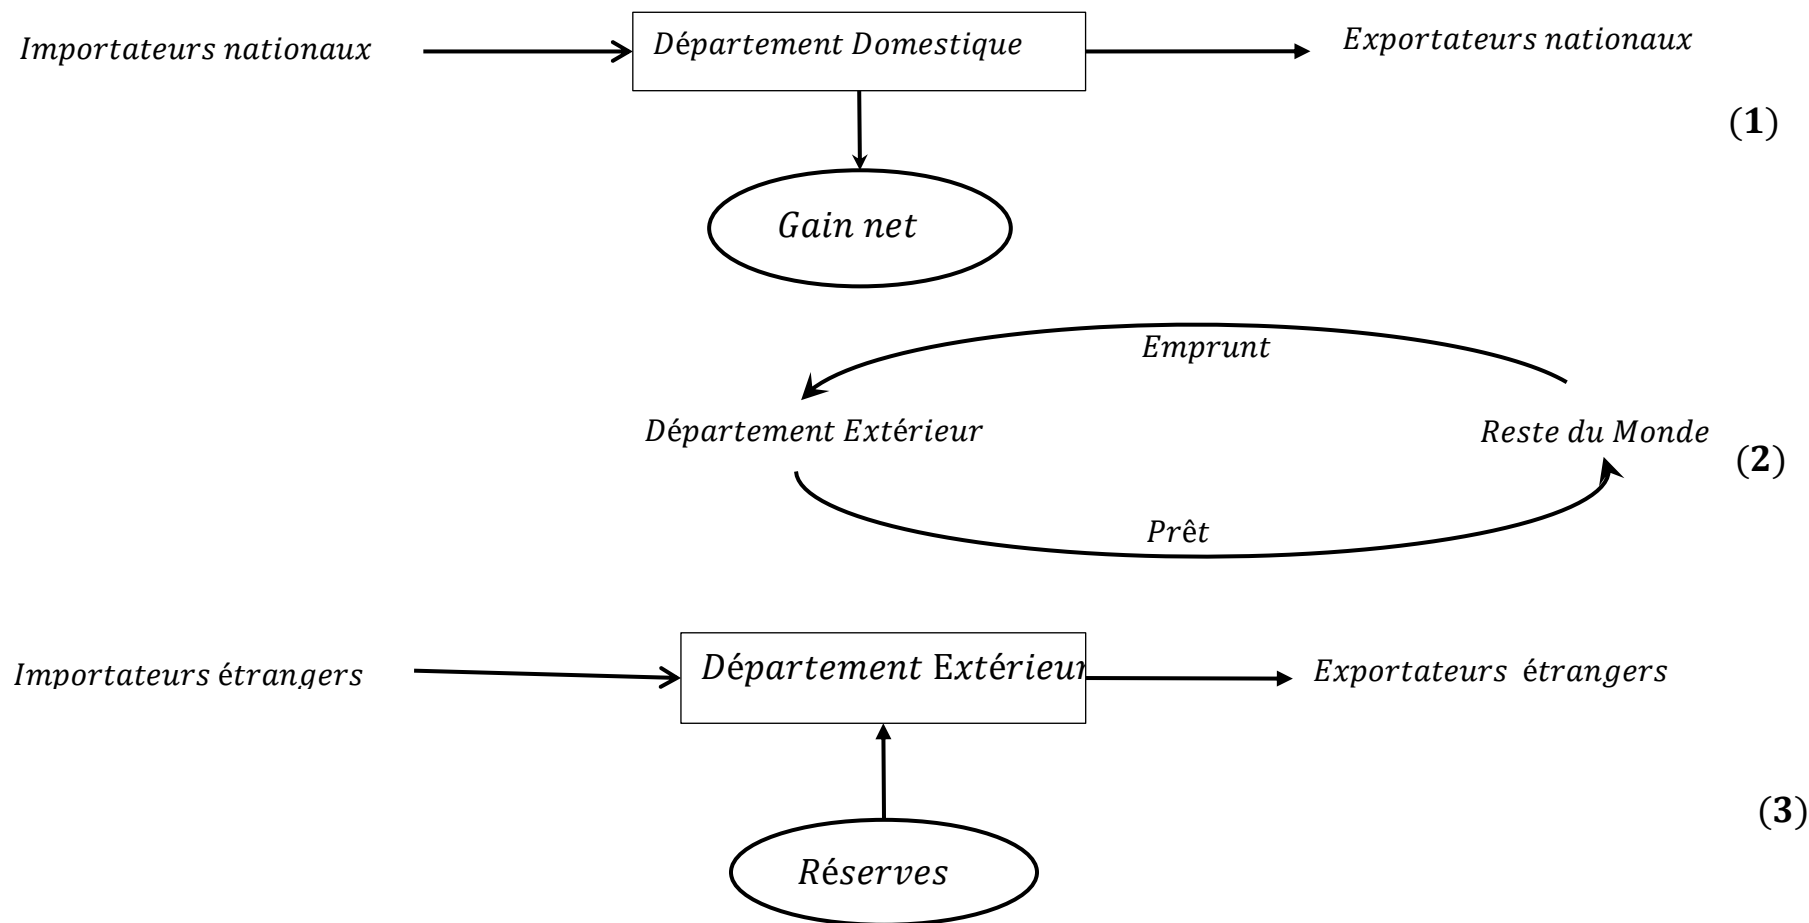 Importateurs nationaux
Département Domestique
Exportateurs nationaux
(1)
Gain net
Emprunt
Département Extérieur
Reste du Monde
(2)
Prêt
Importateurs étrangers
Département Extérieur
Exportateurs étrangers
(3)
Réserves